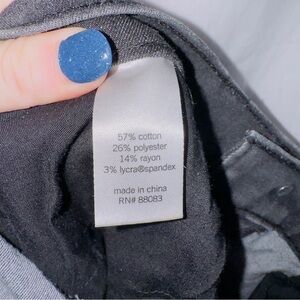 57% cotton
26% polyester
14% rayon
3% lycra®spandex
made in china
RN# 88083